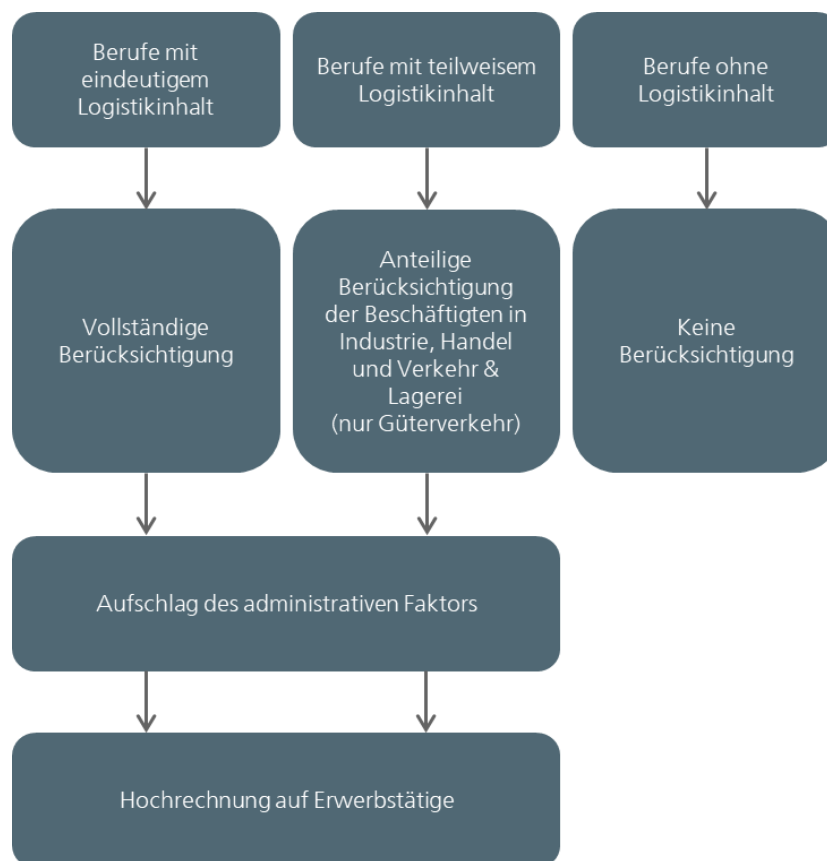 Berufe mit
eindeutigem
Logistikinhalt
Berufe mit teilweisem
Logistikinhalt
Berufe ohne
Logistikinhalt
Vollständige
Berücksichtigung
Anteilige
Berücksichtigung
der Beschäftigten in
Industrie, Handel
und Verkehr &
Lagerei
(nur Güterverkehr)
Keine
Berücksichtigung
Aufschlag des administrativen Faktors
Hochrechnung auf Erwerbstätige